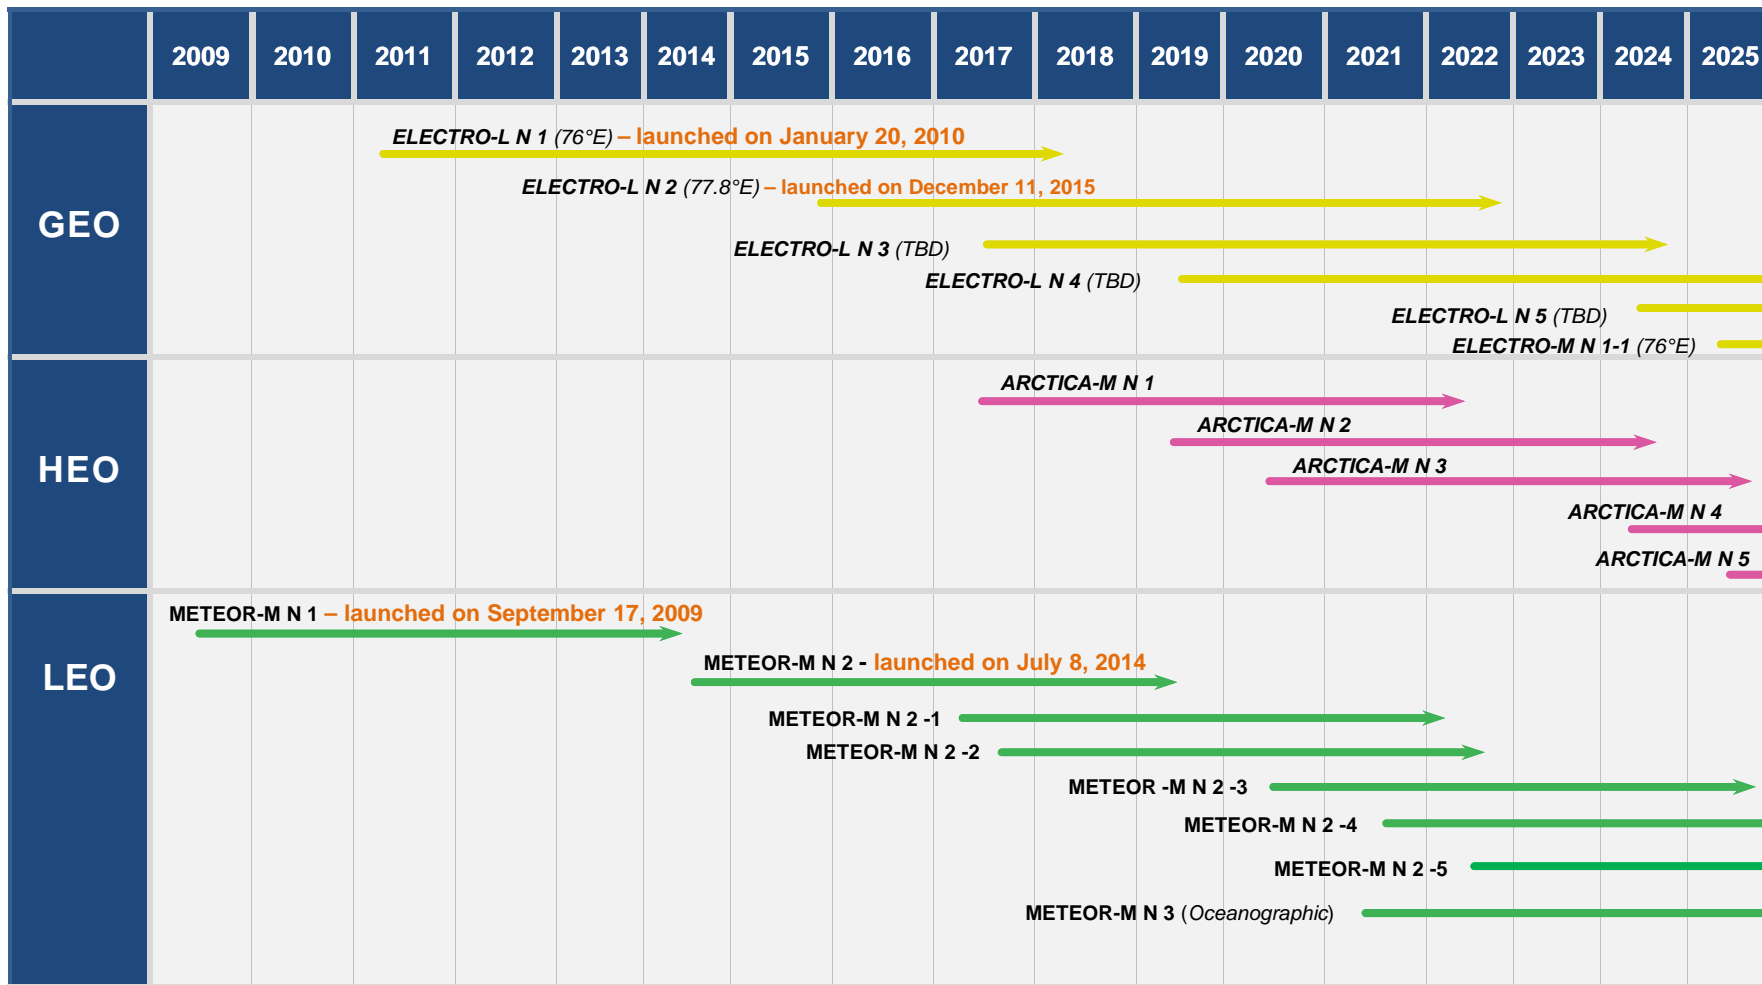 2009 2010 2011 2012 2013 2014 2015 2016 2017 2018 2019 2020 2021 2022 2023 2024 2025
GEO
ELECTRO-L N 1 (76°E) – launched on January 20, 2010
ELECTRO-L N 2 (77.8°E) – launched on December 11, 2015
ELECTRO-L N 3 (TBD)
ELECTRO-L N 4 (TBD)
ELECTRO-L N 5 (TBD)
ELECTRO-M N 1-1 (76°E)
HEO
ARCTICA-M N 1
ARCTICA-M N 2
ARCTICA-M N 3
ARCTICA-M N 4
ARCTICA-M N 5
LEO
METEOR-M N 1 – launched on September 17, 2009
METEOR-M N 2 - launched on July 8, 2014
METEOR-M N 2 -1
METEOR-M N 2 -2
METEOR -M N 2 -3
METEOR-M N 2 -4
METEOR-M N 2 -5
METEOR-M N 3 (Oceanographic)